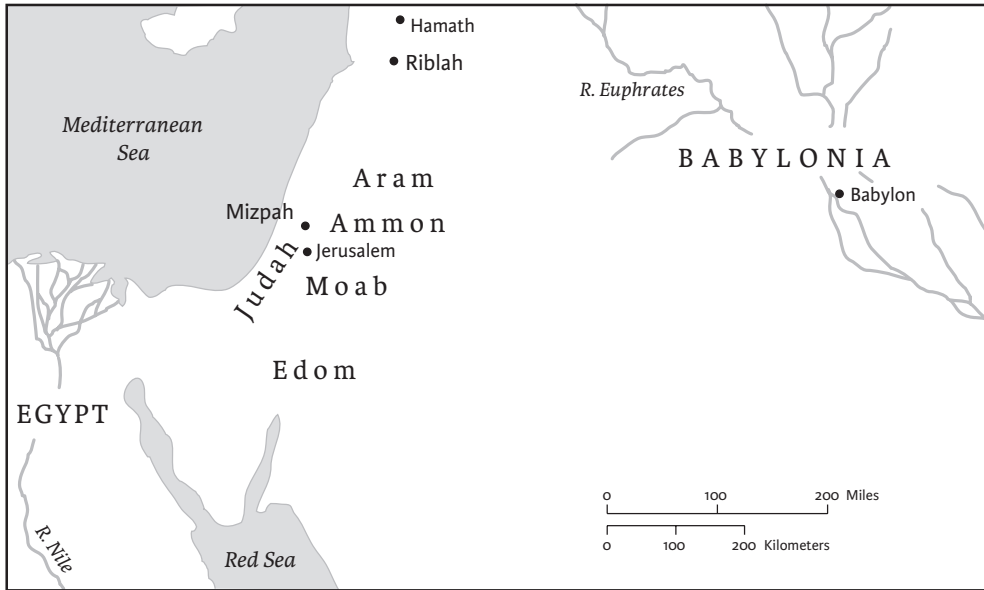 Hamath
Riblah
R. Euphrates
Mediterranean
Sea
BABYLONIA
Aram
Babylon
Mizpah
Ammon
Jerusalem
Judah
Moab
Edom
EGYPT
0 100 200 Miles
0 100 200 Kilometers
R. Nile
Red Sea